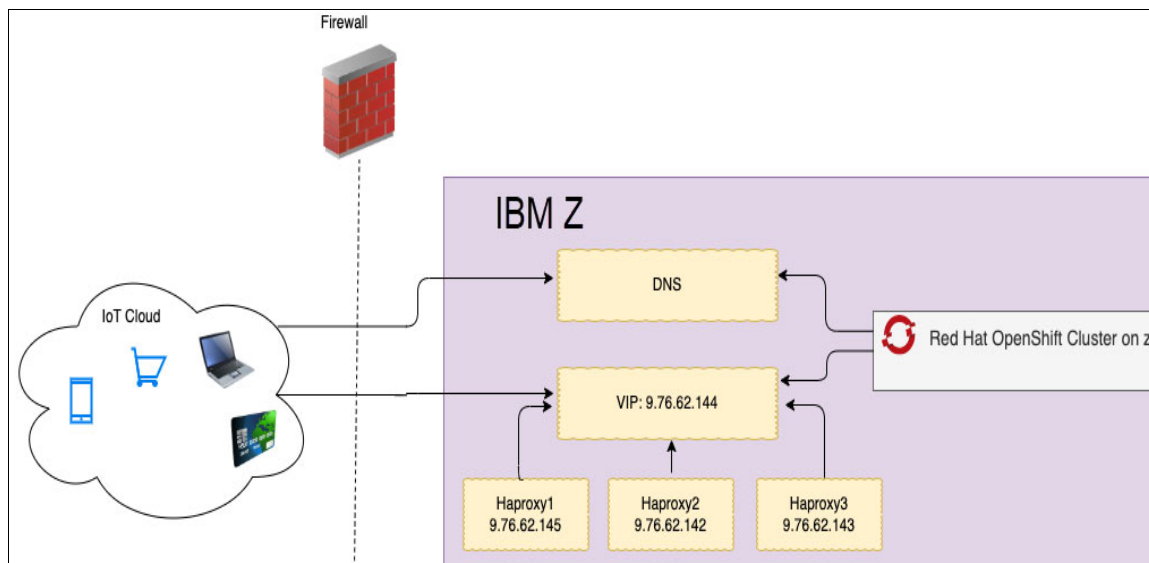 Firewall
IBM Z
DNS
IoT Cloud
Red Hat OpenShift Cluster on z
VIP: 9.76.62.144
Haproxy1
9.76.62.145
Haproxy2
9.76.62.142
Haproxy3
9.76.62.143